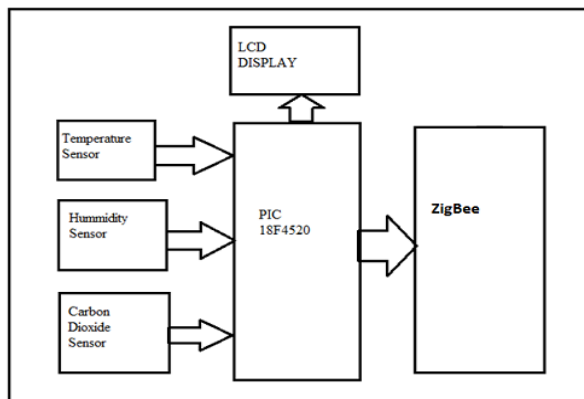 LCD
DISPLAY
Temperature
Sensor
Hummidity
Sensor
Carbon
Dioxide
Sensor
PIC
18F4520
ZigBee